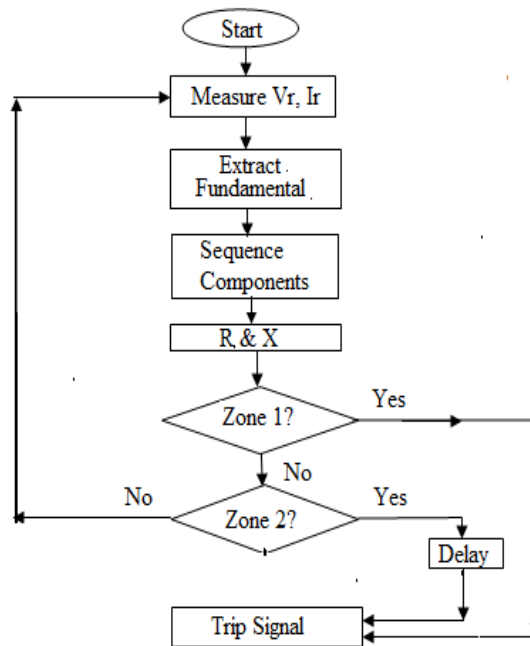 Start
Measure Vr, Ir
Extract
Fundamental
Sequence
Components
R & X
Zone 1?
Yes
No
No
Zone 2?
Yes
Delay
Trip Signal